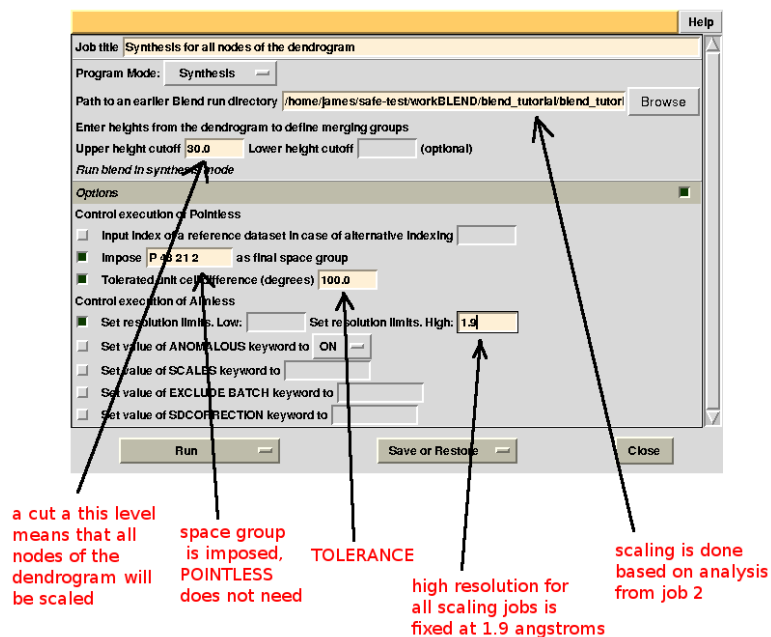 Help
Job title Synthesis for all nodes of the dendrogram
Program Mode: Synthesis
Path to an earlier Blend run directory /home/james/safe-test/workBLEND/blend_tutorial/blend_tutori Browse
Enter heights from the dendrogram to define merging groups
Upper height cutoff 30.0 Lower height cutoff (optional)
Run blend in synthesis mode
Options
Control execution of Pointless
Input index of a reference dataset in case of alternative indexing
Impose P 43 21 2 as final space group
Tolerated unit cell difference (degrees) 100.0
Control execution of Aimless
Set resolution limits. Low: Set resolution limits. High: 1.9
Set value of ANOMALOUS keyword to ON
Set value of SCALES keyword to
Set value of EXCLUDE BATCH keyword to
Set value of SDCORRECTION keyword to
Run Save or Restore Close
a cut a this level
means that all
nodes of the
dendrogram will
be scaled
space group
is imposed,
POINTLESS
does not need
TOLERANCE
high resolution for
all scaling jobs is
fixed at 1.9 angstroms
scaling is done
based on analysis
from job 2